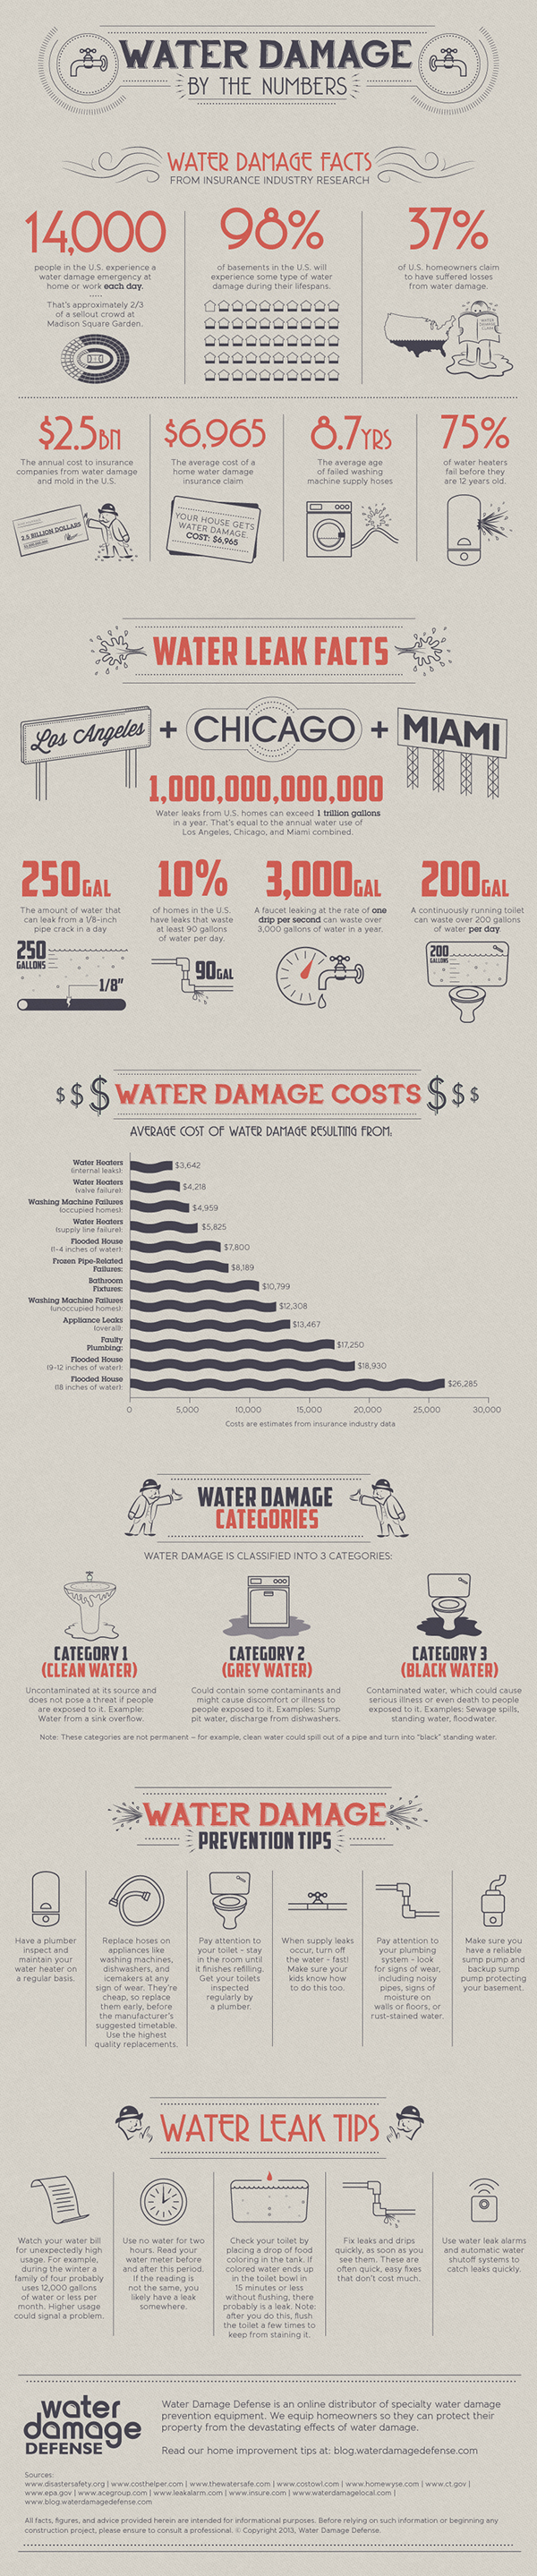 WATER DAMAGE
BY THE NUMBERS
WATER DAMAGE FACTS
FROM INSURANCE INDUSTRY RESEARCH
14,000
people in the U.S. experience a
water damage emergency at
home or work each day.
That's approximately 2/3
of a sellout crowd at
Madison Square Garden.
98%
of basements in the U.S. will
experience some type of water
damage during their lifespans.
37%
of U.S. homeowners claim
to have suffered losses
from water damage.
WATER
DAMAGE
$2.5BN
The annual cost to insurance
companies from water damage
and mold in the U.S.
2.5 BILLION DOLLARS
$6,965
The average cost of a
home water damage
insurance claim
YOUR HOUSE GETS
WATER DAMAGE.
COST: $6,965
8.7YRS
The average age
of failed washing
machine supply hoses
75%
of water heaters
fail before they
are 12 years old.
WATER LEAK FACTS
Los Angeles + CHICAGO + MIAMI
1,000,000,000,000
Water leaks from U.S. homes can exceed 1 trillion gallons
in a year. That's equal to the annual water use of
Los Angeles, Chicago, and Miami combined.
250GAL
The amount of water that
can leak from a 1/8-inch
pipe crack in a day
250
GALLONS
1/8"
10%
of homes in the U.S.
have leaks that waste
at least 90 gallons
of water per day.
90GAL
3,000GAL
A faucet leaking at the rate of one
drip per second can waste over
3,000 gallons of water in a year.
200GAL
A continuously running toilet
can waste over 200 gallons
of water per day.
200
GALLONS
$ $ $ WATER DAMAGE COSTS $ $ $
AVERAGE COST OF WATER DAMAGE RESULTING FROM:
Water Heaters
(internal leaks):
$3,642
Water Heaters
(valve failure):
$4,218
Washing Machine Failures
(occupied homes):
$4,959
Water Heaters
(supply line failure):
$5,825
Flooded House
(1-4 inches of water):
$7,800
Frozen Pipe-Related
Failures:
$8,189
Bathroom
Fixtures:
$10,799
Washing Machine Failures
(unoccupied homes):
$12,308
Appliance Leaks
(overall):
$13,467
Faulty
Plumbing:
$17,250
Flooded House
(9-12 inches of water):
$18,930
Flooded House
(18 inches of water):
$26,285
0 5,000 10,000 15,000 20,000 25,000 30,000
Costs are estimates from insurance industry data
WATER DAMAGE
CATEGORIES
WATER DAMAGE IS CLASSIFIED INTO 3 CATEGORIES:
CATEGORY 1
(CLEAN WATER)
Uncontaminated at its source and
does not pose a threat if people
are exposed to it. Example:
Water from a sink overflow.
CATEGORY 2
(GREY WATER)
Could contain some contaminants and
might cause discomfort or illness to
people exposed to it. Examples: Sump
pit water, discharge from dishwashers.
CATEGORY 3
(BLACK WATER)
Contaminated water, which could cause
serious illness or even death to people
exposed to it. Examples: Sewage spills,
standing water, floodwater.
Note: These categories are not permanent – for example, clean water could spill out of a pipe and turn into "black" standing water.
WATER DAMAGE
PREVENTION TIPS
Have a plumber
inspect and
maintain your
water heater on
a regular basis.
Replace hoses on
appliances like
washing machines,
dishwashers, and
icemakers at any
sign of wear. They're
cheap, so replace
them early, before
the manufacturer's
suggested timetable.
Use the highest
quality replacements.
Pay attention to
your toilet - stay
in the room until
it finishes refilling.
Get your toilets
inspected
regularly by
a plumber.
When supply leaks
occur, turn off
the water - fast!
Make sure your
kids know how
to do this too.
Pay attention to
your plumbing
system - look
for signs of wear,
including noisy
pipes, signs of
moisture on
walls or floors, or
rust-stained water.
Make sure you
have a reliable
sump pump and
backup sump
pump protecting
your basement.
WATER LEAK TIPS
Watch your water bill
for unexpectedly high
usage. For example,
during the winter a
family of four probably
uses 12,000 gallons
of water or less per
month. Higher usage
could signal a problem.
Use no water for two
hours. Read your
water meter before
and after this period.
If the reading is
not the same, you
likely have a leak
somewhere.
Check your toilet by
placing a drop of food
coloring in the tank. If
colored water ends up
in the toilet bowl in
15 minutes or less
without flushing, there
probably is a leak. Note:
after you do this, flush
the toilet a few times to
keep from staining it.
Fix leaks and drips
quickly, as soon as you
see them. These are
often quick, easy fixes
that don't cost much.
Use water leak alarms
and automatic water
shutoff systems to
catch leaks quickly.
water
damage
DEFENSE
Water Damage Defense is an online distributor of specialty water damage
prevention equipment. We equip homeowners so they can protect their
property from the devastating effects of water damage.
Read our home improvement tips at: blog.waterdamagedefense.com
Sources:
www.disastersafety.org | www.costhelper.com | www.thewatersafe.com | www.costowl.com | www.homewyse.com | www.ct.gov |
www.epa.gov | www.acegroup.com | www.leakalarm.com | www.insure.com | www.waterdamagelocal.com |
www.blog.waterdamagedefense.com
All facts, figures, and advice provided herein are intended for informational purposes. Before relying on such information or beginning any
construction project, please ensure to consult a professional. © Copyright 2013, Water Damage Defense.